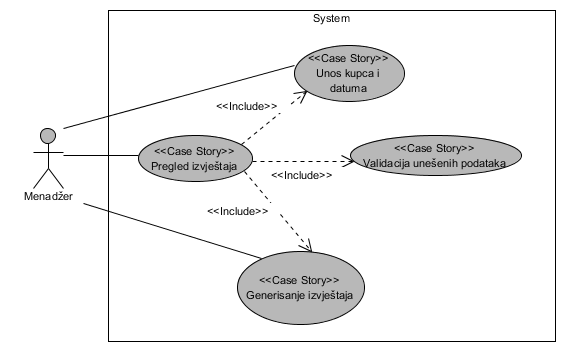 System
<<Case Story>>
Unos kupca i
datuma
<<Include>>
<<Case Story>>
Pregled izvještaja
<<Case Story>>
Validacija unešenih podataka
<<Include>>
Menadžer
<<Include>>
<<Case Story>>
Generisanje izvještaja